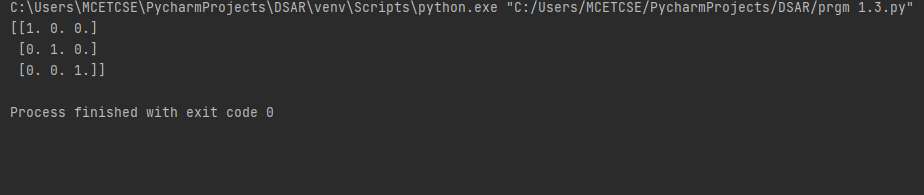 C:\Users\MCETCSE\PycharmProjects\DSAR\venv\Scripts\python.exe "C:/Users/MCETCSE/PycharmProjects/DSAR/prgm 1.3.py"
[[1. 0. 0.]
 [0. 1. 0.]
 [0. 0. 1.]]
Process finished with exit code 0